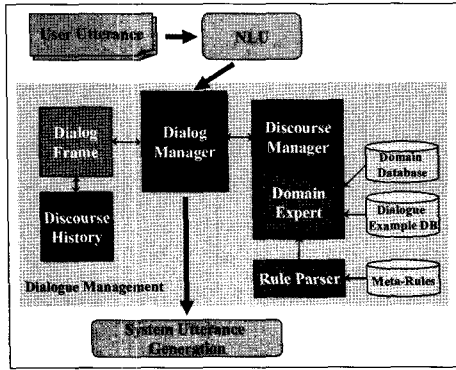 User Utterance
NLU
Dialog
Frame
Dialog
Manager
Discourse
Manager
Domain
Database
Discourse
History
Domain
Expert
Dialogue
Example DB
Dialogue Management
Rule Parser
Meta-Rules
System Utterance
Generation